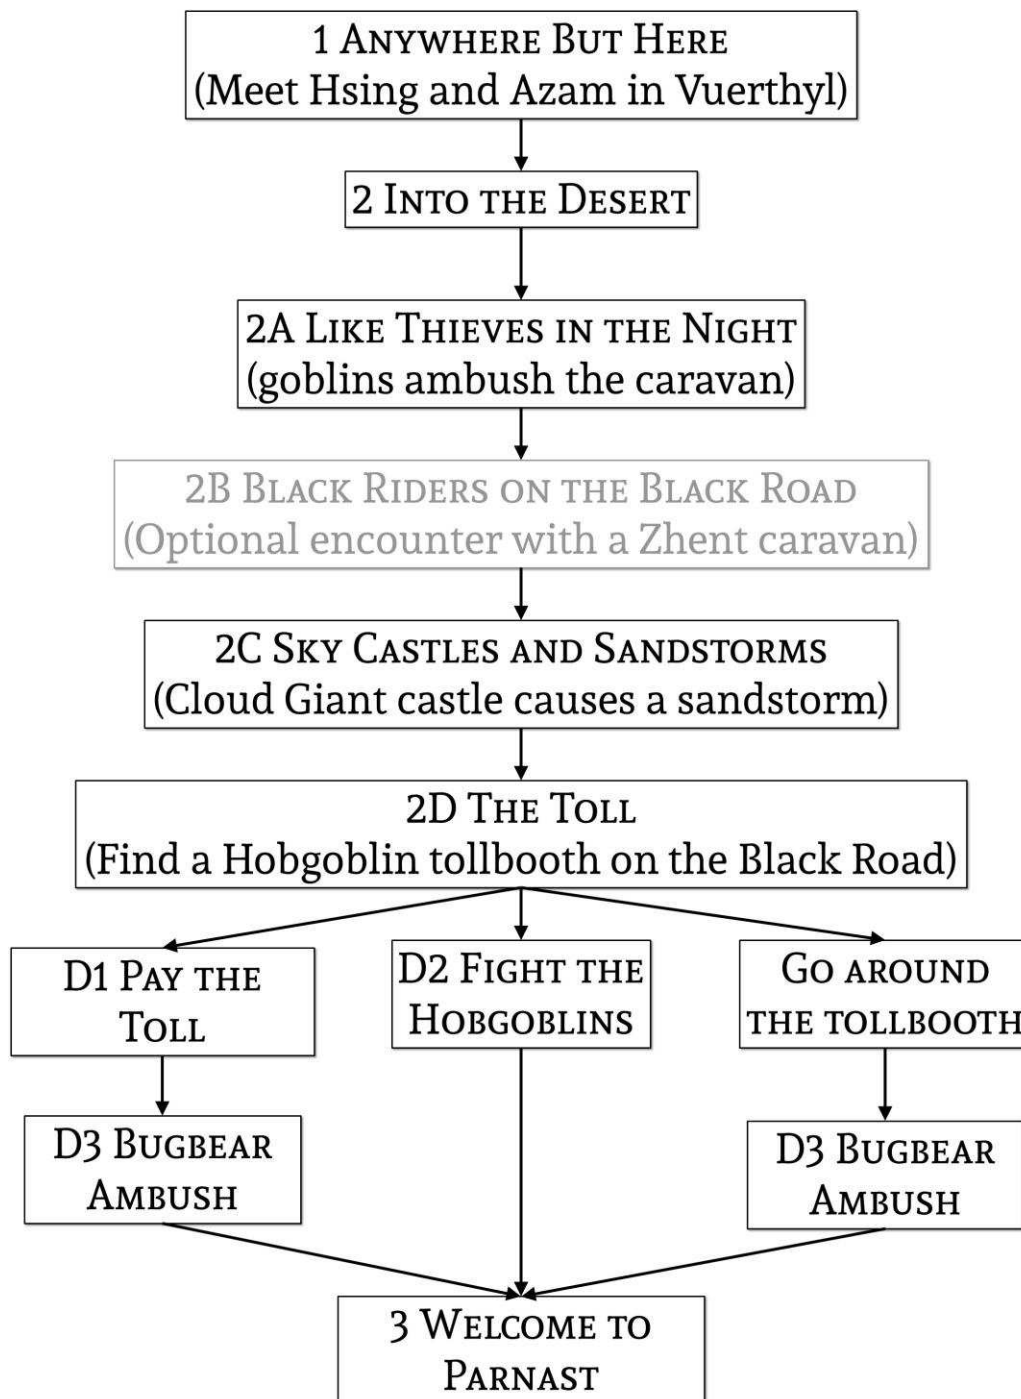 1 Anywhere But Here
(Meet Hsing and Azam in Vuerthyl)
2 Into the Desert
2A Like Thieves in the Night
(goblins ambush the caravan)
2B Black Riders on the Black Road
(Optional encounter with a Zhent caravan)
2C Sky Castles and Sandstorms
(Cloud Giant castle causes a sandstorm)
2D The Toll
(Find a Hobgoblin tollbooth on the Black Road)
D1 Pay the
Toll
D2 Fight the
Hobgoblins
Go around
the tollbooth
D3 Bugbear
Ambush
D3 Bugbear
Ambush
3 Welcome to
Parnast